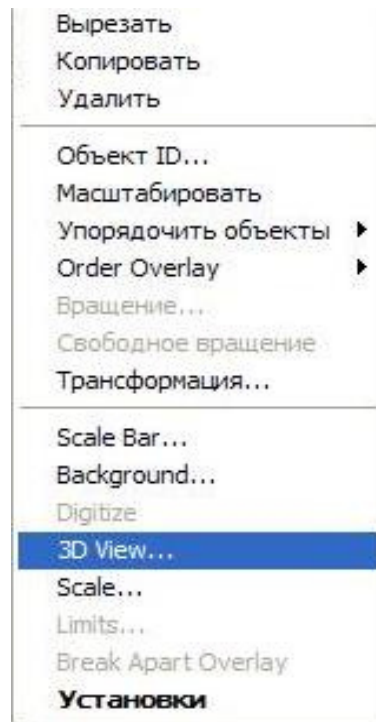 Вырезать
Копировать
Удалить
Объект ID...
Масштабировать
Упорядочить объекты
Order Overlay
Вращение...
Свободное вращение
Трансформация...
Scale Bar...
Background...
Digitize
3D View...
Scale...
Limits...
Break Apart Overlay
Установки